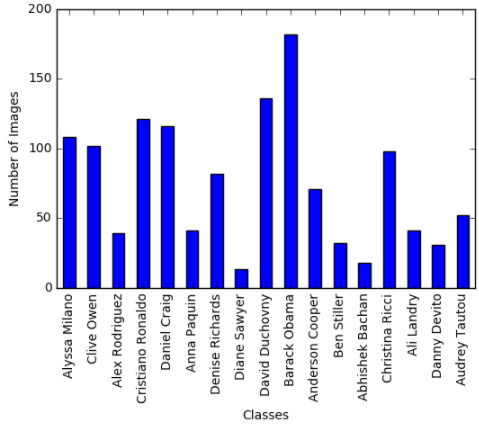 200
150
100
50
0
Number of Images
Alyssa Milano
Clive Owen
Alex Rodriguez
Cristiano Ronaldo
Daniel Craig
Anna Paquin
Denise Richards
Diane Sawyer
David Duchovny
Barack Obama
Anderson Cooper
Ben Stiller
Abhishek Bachan
Christina Ricci
Ali Landry
Danny Devito
Audrey Tautou
Classes